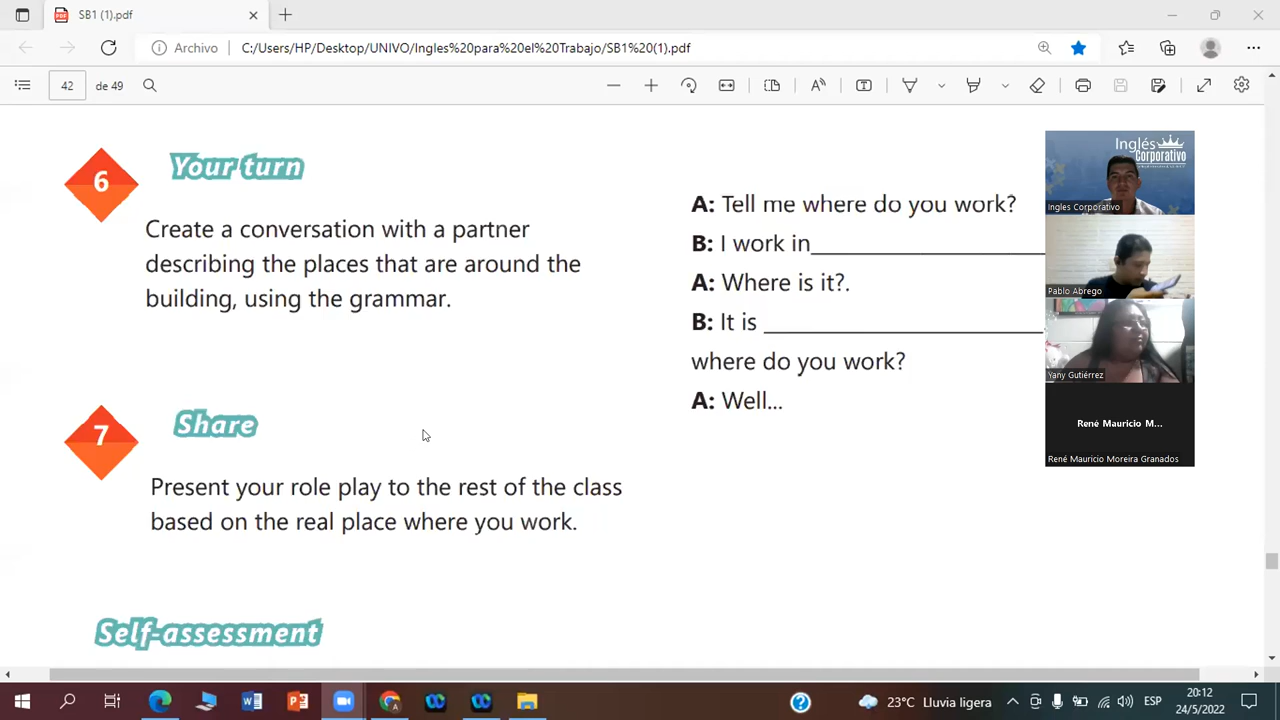 SB1 (1).pdf
Archivo
C:/Users/HP/Desktop/UNIVO/Ingles%20para%20el%20Trabajo/SB1%20(1).pdf
42
de 49
6
Your turn
Create a conversation with a partner
describing the places that are around the
building, using the grammar.
A: Tell me where do you work?
B: I work in____________________
A: Where is it?.
B: It is ________________________
where do you work?
A: Well...
Inglés
Corporativo
Ingles Corporativo
Pablo Abrego
Yany Gutiérrez
René Mauricio M...
René Mauricio Moreira Granados
7
Share
Present your role play to the rest of the class
based on the real place where you work.
Self-assessment
23°C Lluvia ligera
ESP
20:12
24/5/2022